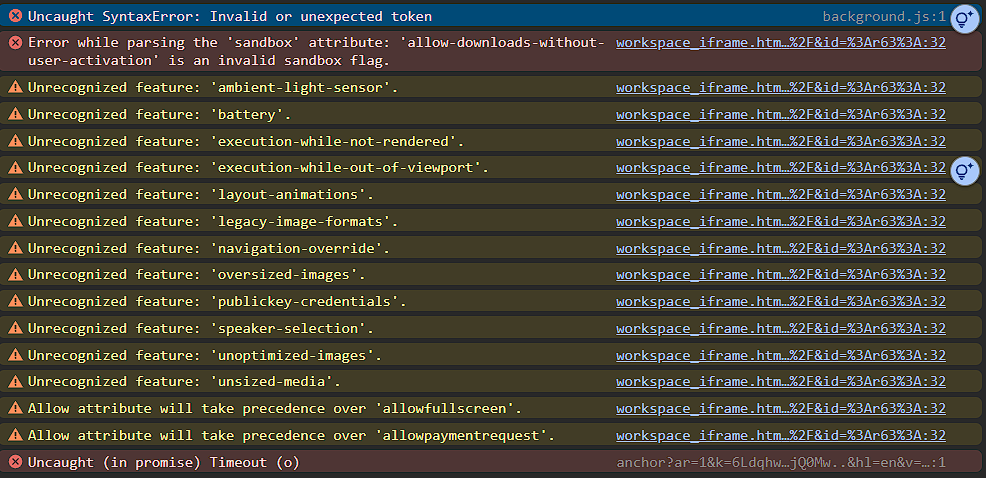 Uncaught SyntaxError: Invalid or unexpected token background.js:1
Error while parsing the 'sandbox' attribute: 'allow-downloads-without- workspace_iframe.htm…%2F&id=%3Ar63%3A:32
user-activation' is an invalid sandbox flag.
Unrecognized feature: 'ambient-light-sensor'. workspace_iframe.htm…%2F&id=%3Ar63%3A:32
Unrecognized feature: 'battery'. workspace_iframe.htm…%2F&id=%3Ar63%3A:32
Unrecognized feature: 'execution-while-not-rendered'. workspace_iframe.htm…%2F&id=%3Ar63%3A:32
Unrecognized feature: 'execution-while-out-of-viewport'. workspace_iframe.htm…%2F&id=%3Ar63%3A:32
Unrecognized feature: 'layout-animations'. workspace_iframe.htm…%2F&id=%3Ar63%3A:32
Unrecognized feature: 'legacy-image-formats'. workspace_iframe.htm…%2F&id=%3Ar63%3A:32
Unrecognized feature: 'navigation-override'. workspace_iframe.htm…%2F&id=%3Ar63%3A:32
Unrecognized feature: 'oversized-images'. workspace_iframe.htm…%2F&id=%3Ar63%3A:32
Unrecognized feature: 'publickey-credentials'. workspace_iframe.htm…%2F&id=%3Ar63%3A:32
Unrecognized feature: 'speaker-selection'. workspace_iframe.htm…%2F&id=%3Ar63%3A:32
Unrecognized feature: 'unoptimized-images'. workspace_iframe.htm…%2F&id=%3Ar63%3A:32
Unrecognized feature: 'unsized-media'. workspace_iframe.htm…%2F&id=%3Ar63%3A:32
Allow attribute will take precedence over 'allowfullscreen'. workspace_iframe.htm…%2F&id=%3Ar63%3A:32
Allow attribute will take precedence over 'allowpaymentrequest'. workspace_iframe.htm…%2F&id=%3Ar63%3A:32
Uncaught (in promise) Timeout (o) anchor?ar=1&k=6Ldqhw…jQ0Mw..&hl=en&v=…:1